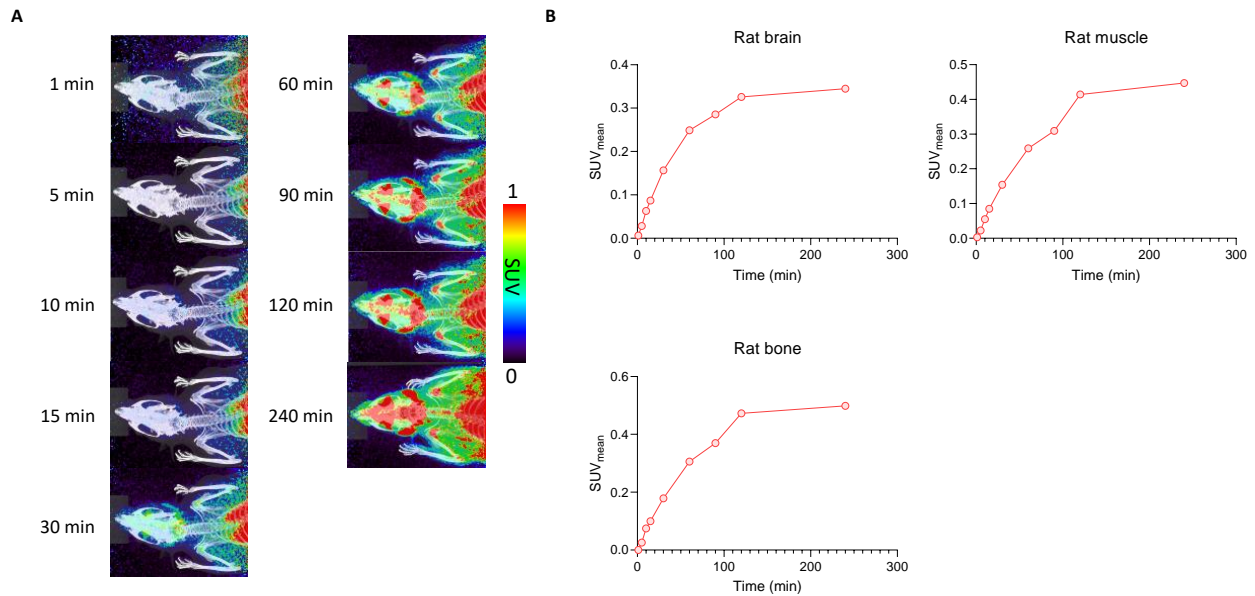 A
1 min
5 min
10 min
15 min
30 min
60 min
90 min
120 min
240 min
1
SUV
0
B
Rat brain
0.4
0.3
0.2
0.1
0.0
SUVmean
0 100 200 300
Time (min)
Rat muscle
0.5
0.4
0.3
0.2
0.1
0.0
SUVmean
0 100 200 300
Time (min)
Rat bone
0.6
0.4
0.2
0.0
SUVmean
0 100 200 300
Time (min)